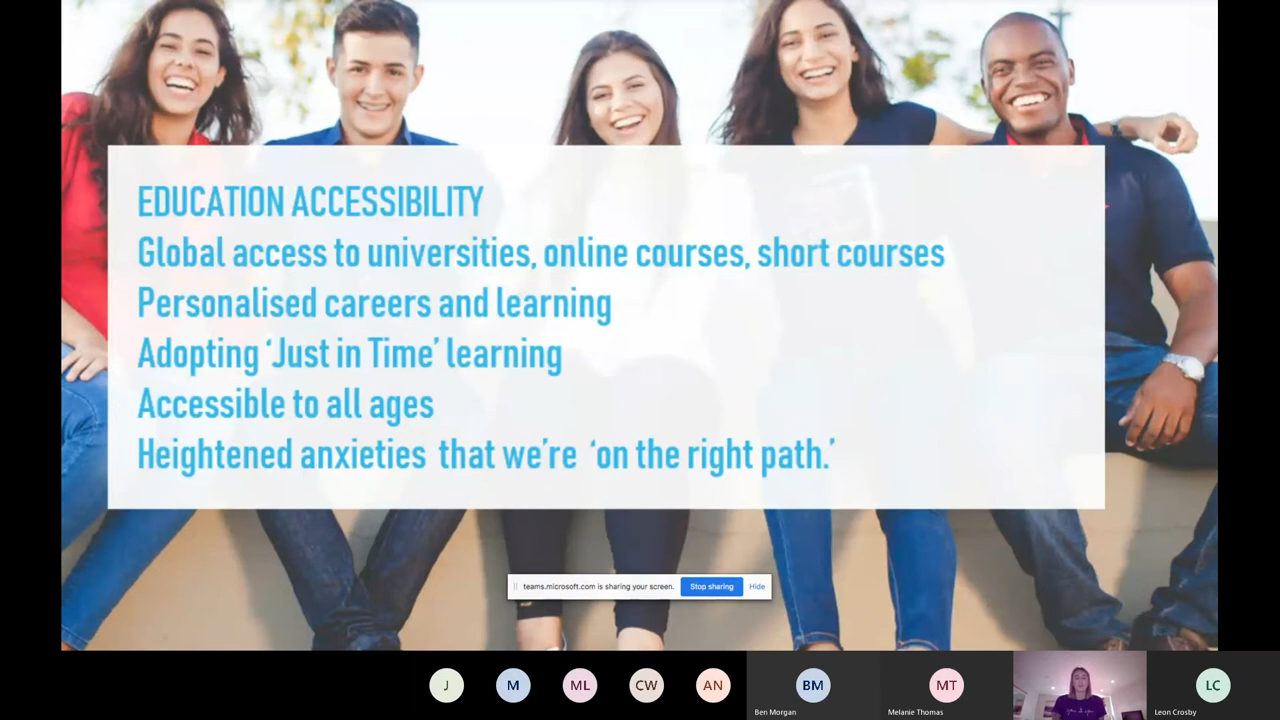 EDUCATION ACCESSIBILITY
Global access to universities, online courses, short courses
Personalised careers and learning
Adopting ‘Just in Time’ learning
Accessible to all ages
Heightened anxieties that we’re ‘on the right path.’
teams.microsoft.com is sharing your screen. Stop sharing Hide
J M ML CW AN BM MT LC
Ben Morgan Melanie Thomas Leon Crosby